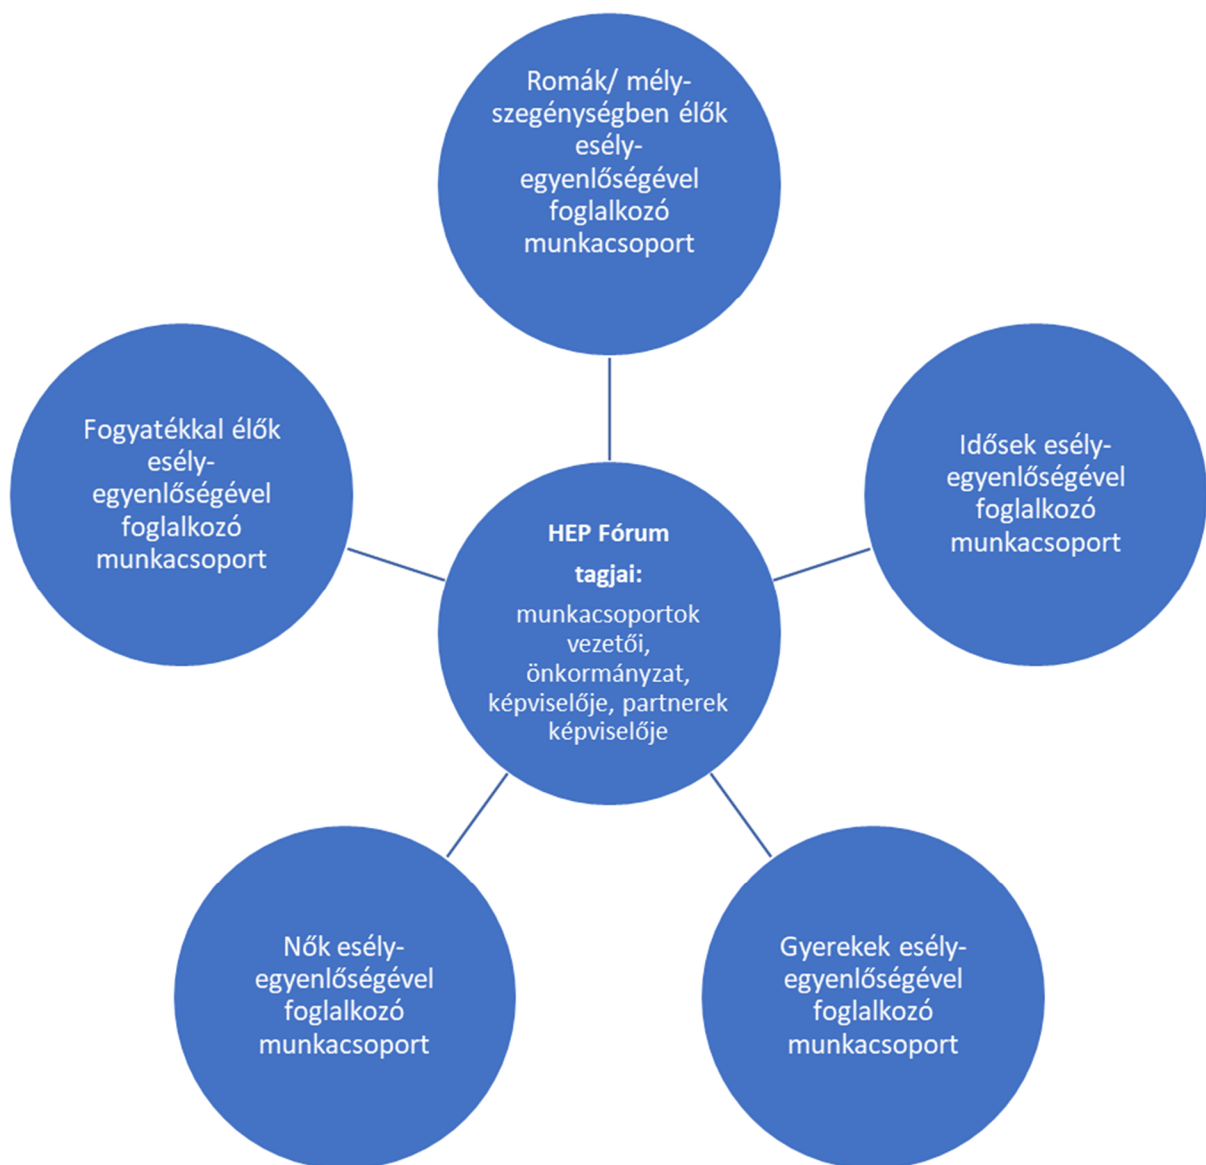 Romák/ mély-
szegénységben élők
esély-
egyenlőségével
foglalkozó
munkacsoport
Fogyatékkal élők
esély-
egyenlőségével
foglalkozó
munkacsoport
Idősek esély-
egyenlőségével
foglalkozó
munkacsoport
HEP Fórum
tagjai:
munkacsoportok
vezetői,
önkormányzat,
képviselője, partnerek
képviselője
Nők esély-
egyenlőségével
foglalkozó
munkacsoport
Gyerekek esély-
egyenlőségével
foglalkozó
munkacsoport